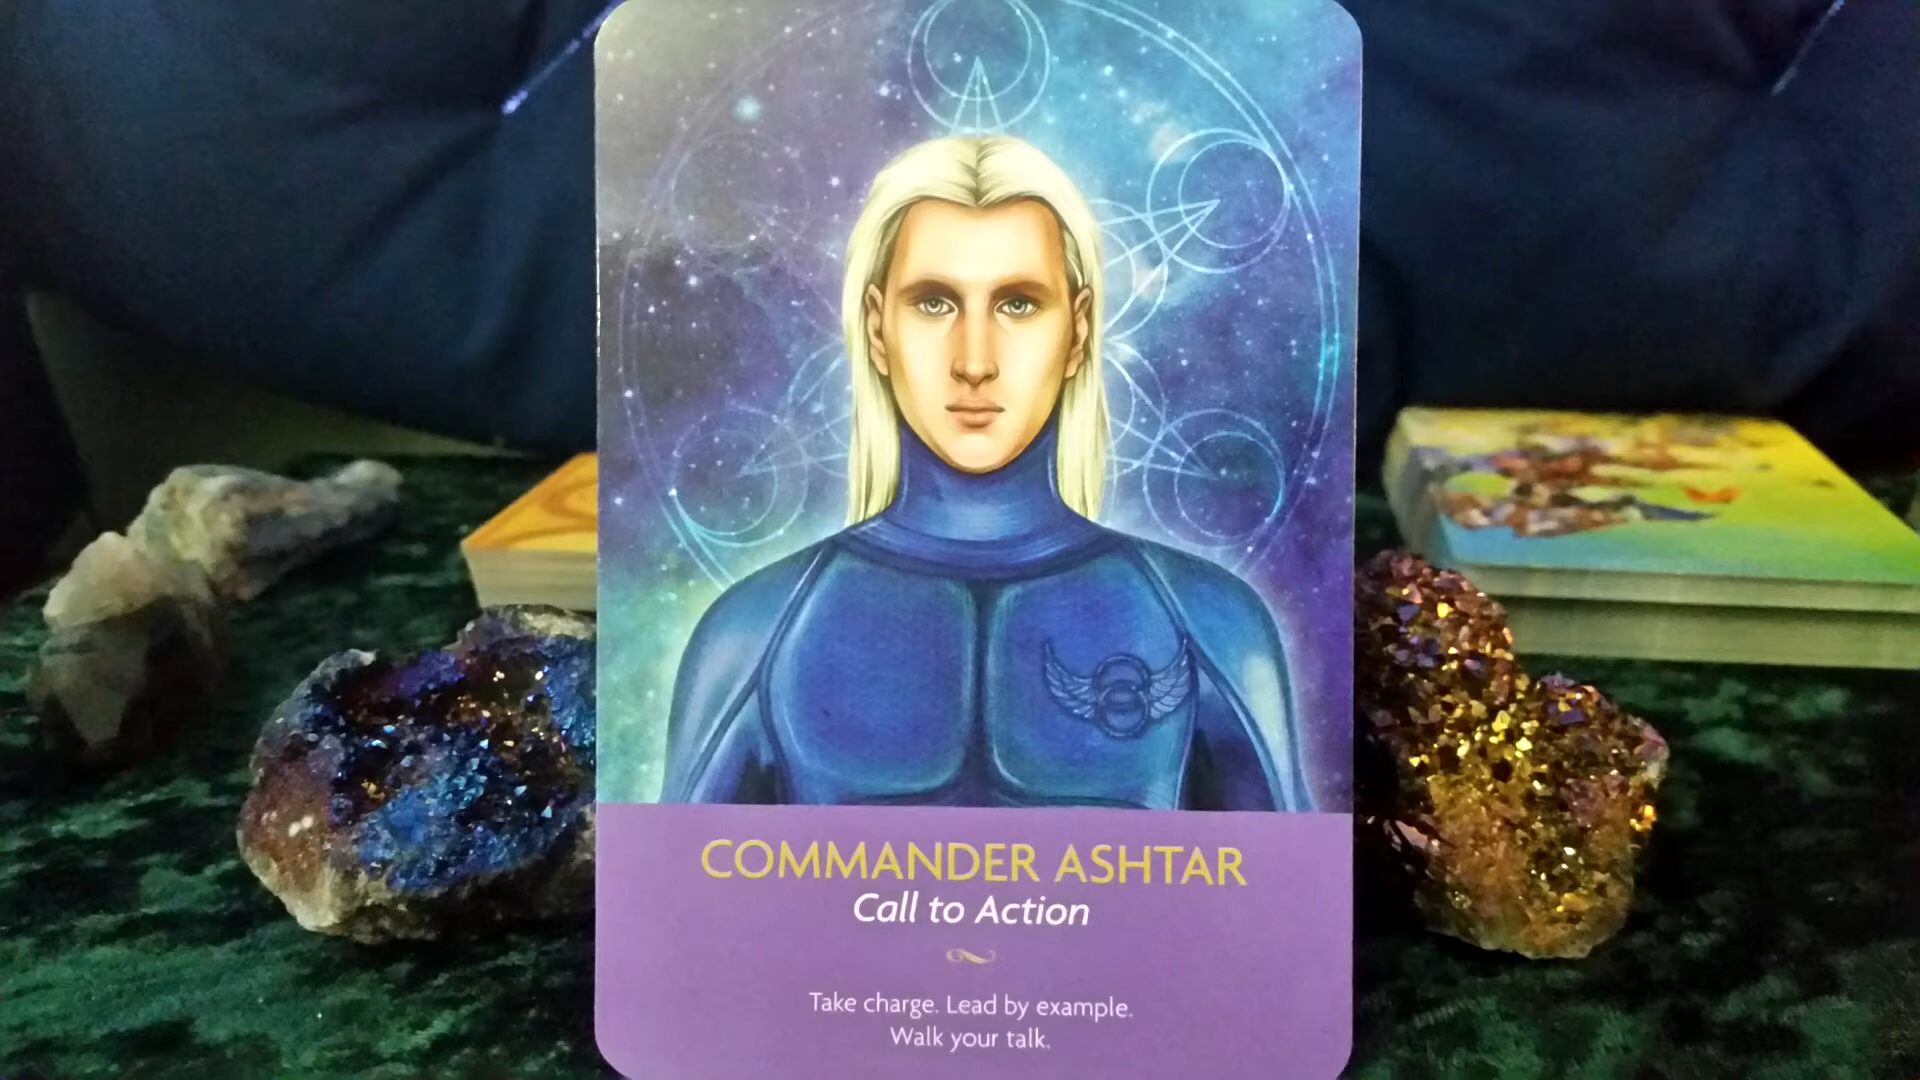 COMMANDER ASHTAR
Call to Action
Take charge. Lead by example.
Walk your talk.